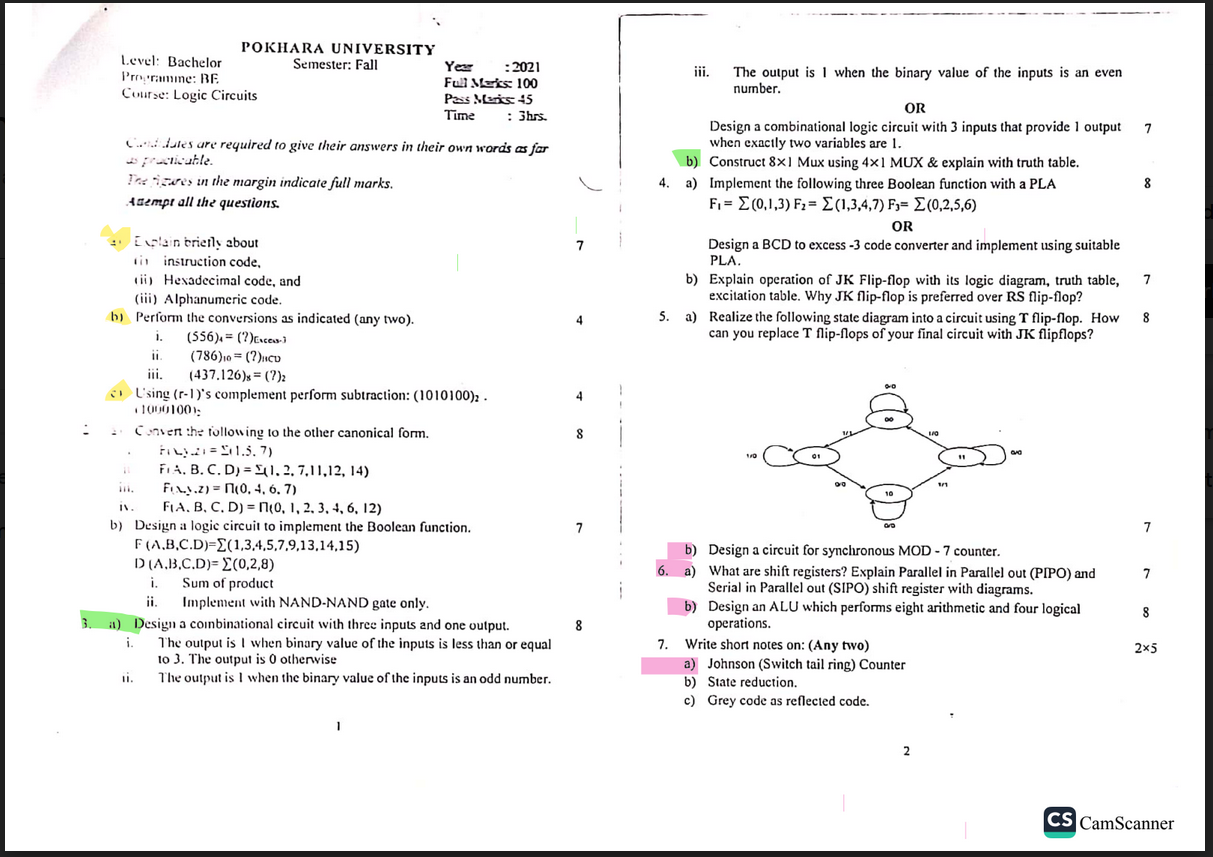 POKHARA UNIVERSITY
Level: Bachelor Semester: Fall Year : 2021
Programme: BE Full Marks: 100
Course: Logic Circuits Pass Marks: 45
Time : 3hrs.
Candidates are required to give their answers in their own words as far
as practicable.
The figures in the margin indicate full marks.
Attempt all the questions.
a) Explain briefly about 7
(i) instruction code,
(ii) Hexadecimal code, and
(iii) Alphanumeric code.
b) Perform the conversions as indicated (any two). 4
i. (556)₄ = (?)Excess-3
ii. (786)₁₀ = (?)BCD
iii. (437.126)₈ = (?)₂
c) Using (r-1)'s complement perform subtraction: (1010100)₂ - 4
(1000100)₂
2. a) Convert the following to the other canonical form. 8
F(x,y,z) = Σ(1,5,7)
ii. F(A, B, C, D) = Σ(1, 2, 7,11,12, 14)
iii. F(x,y,z) = Π(0, 4, 6, 7)
iv. F(A, B, C, D) = Π(0, 1, 2, 3, 4, 6, 12)
b) Design a logic circuit to implement the Boolean function. 7
F (A,B,C.D)=∑(1,3,4,5,7,9,13,14,15)
D (A,B,C.D)= ∑(0,2,8)
i. Sum of product
ii. Implement with NAND-NAND gate only.
3. a) Design a combinational circuit with three inputs and one output. 8
i. The output is 1 when binary value of the inputs is less than or equal
to 3. The output is 0 otherwise
ii. The output is 1 when the binary value of the inputs is an odd number.
1
iii. The output is 1 when the binary value of the inputs is an even
number.
OR
Design a combinational logic circuit with 3 inputs that provide 1 output 7
when exactly two variables are 1.
b) Construct 8×1 Mux using 4×1 MUX & explain with truth table.
4. a) Implement the following three Boolean function with a PLA 8
F₁ = ∑(0,1,3) F₂ = ∑(1,3,4,7) F₃= ∑(0,2,5,6)
OR
Design a BCD to excess -3 code converter and implement using suitable
PLA.
b) Explain operation of JK Flip-flop with its logic diagram, truth table, 7
excitation table. Why JK flip-flop is preferred over RS flip-flop?
5. a) Realize the following state diagram into a circuit using T flip-flop. How 8
can you replace T flip-flops of your final circuit with JK flipflops?
0/0
00
1/1 1/0
1/0 01 11 0/0
0/0 10 1/1
0/0
7
b) Design a circuit for synchronous MOD - 7 counter.
6. a) What are shift registers? Explain Parallel in Parallel out (PIPO) and 7
Serial in Parallel out (SIPO) shift register with diagrams.
b) Design an ALU which performs eight arithmetic and four logical 8
operations.
7. Write short notes on: (Any two) 2×5
a) Johnson (Switch tail ring) Counter
b) State reduction.
c) Grey code as reflected code.
2
CS CamScanner